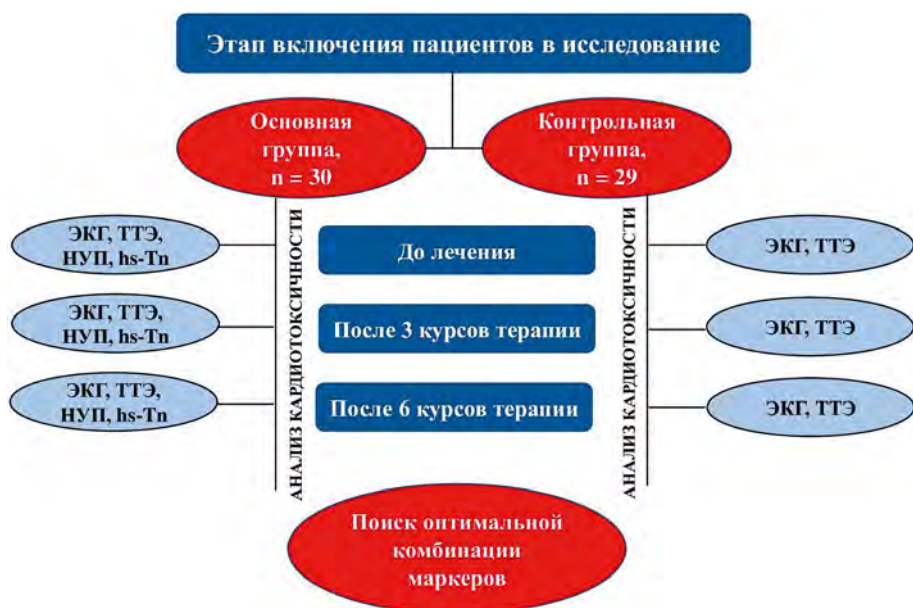 Этап включения пациентов в исследование
Основная
группа,
n = 30
Контрольная
группа,
n = 29
АНАЛИЗ КАРДИОТОКСИЧНОСТИ
АНАЛИЗ КАРДИОТОКСИЧНОСТИ
ЭКГ, ТТЭ,
НУП, hs-Tn
До лечения
ЭКГ, ТТЭ
ЭКГ, ТТЭ,
НУП, hs-Tn
После 3 курсов терапии
ЭКГ, ТТЭ
ЭКГ, ТТЭ,
НУП, hs-Tn
После 6 курсов терапии
ЭКГ, ТТЭ
Поиск оптимальной
комбинации
маркеров